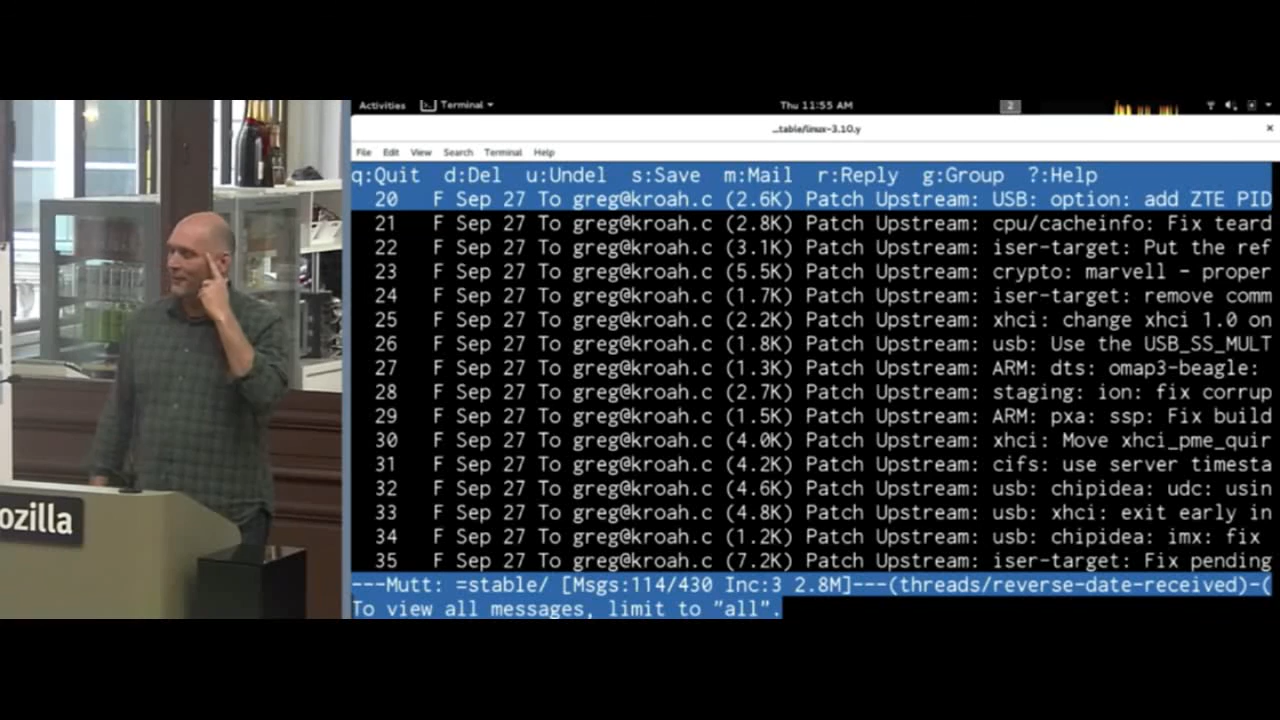 Activities Terminal Thu 11:55 AM 2
...table/linux-3.10.y ×
File Edit View Search Terminal Help
q:Quit d:Del u:Undel s:Save m:Mail r:Reply g:Group ?:Help
20 F Sep 27 To greg@kroah.c (2.6K) Patch Upstream: USB: option: add ZTE PID
21 F Sep 27 To greg@kroah.c (2.8K) Patch Upstream: cpu/cacheinfo: Fix teard
22 F Sep 27 To greg@kroah.c (3.1K) Patch Upstream: iser-target: Put the ref
23 F Sep 27 To greg@kroah.c (5.5K) Patch Upstream: crypto: marvell - proper
24 F Sep 27 To greg@kroah.c (1.7K) Patch Upstream: iser-target: remove comm
25 F Sep 27 To greg@kroah.c (2.2K) Patch Upstream: xhci: change xhci 1.0 on
26 F Sep 27 To greg@kroah.c (1.8K) Patch Upstream: usb: Use the USB_SS_MULT
27 F Sep 27 To greg@kroah.c (1.3K) Patch Upstream: ARM: dts: omap3-beagle:
28 F Sep 27 To greg@kroah.c (2.7K) Patch Upstream: staging: ion: fix corrup
29 F Sep 27 To greg@kroah.c (1.5K) Patch Upstream: ARM: pxa: ssp: Fix build
30 F Sep 27 To greg@kroah.c (4.0K) Patch Upstream: xhci: Move xhci_pme_quir
31 F Sep 27 To greg@kroah.c (4.2K) Patch Upstream: cifs: use server timesta
32 F Sep 27 To greg@kroah.c (4.6K) Patch Upstream: usb: chipidea: udc: usin
33 F Sep 27 To greg@kroah.c (4.8K) Patch Upstream: usb: xhci: exit early in
34 F Sep 27 To greg@kroah.c (1.2K) Patch Upstream: usb: chipidea: imx: fix
35 F Sep 27 To greg@kroah.c (7.2K) Patch Upstream: iser-target: Fix pending
---Mutt: =stable/ [Msgs:114/430 Inc:3 2.8M]---(threads/reverse-date-received)-(
To view all messages, limit to "all".
ozilla